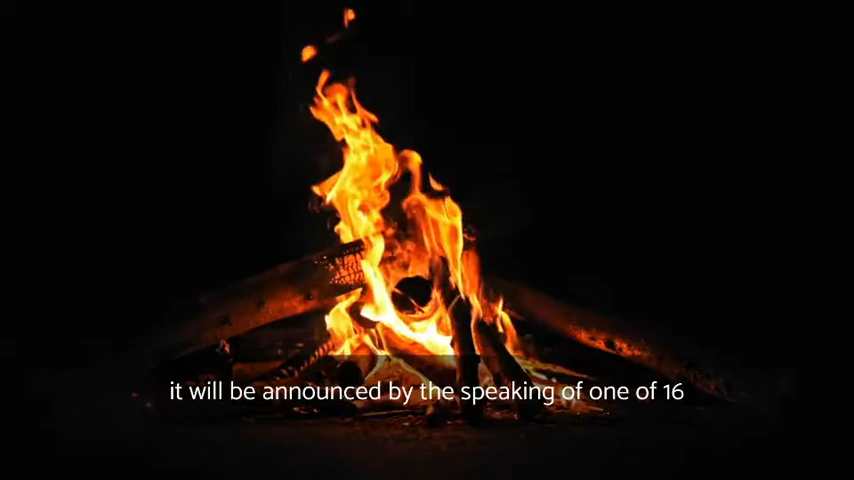 it will be announced by the speaking of one of 16